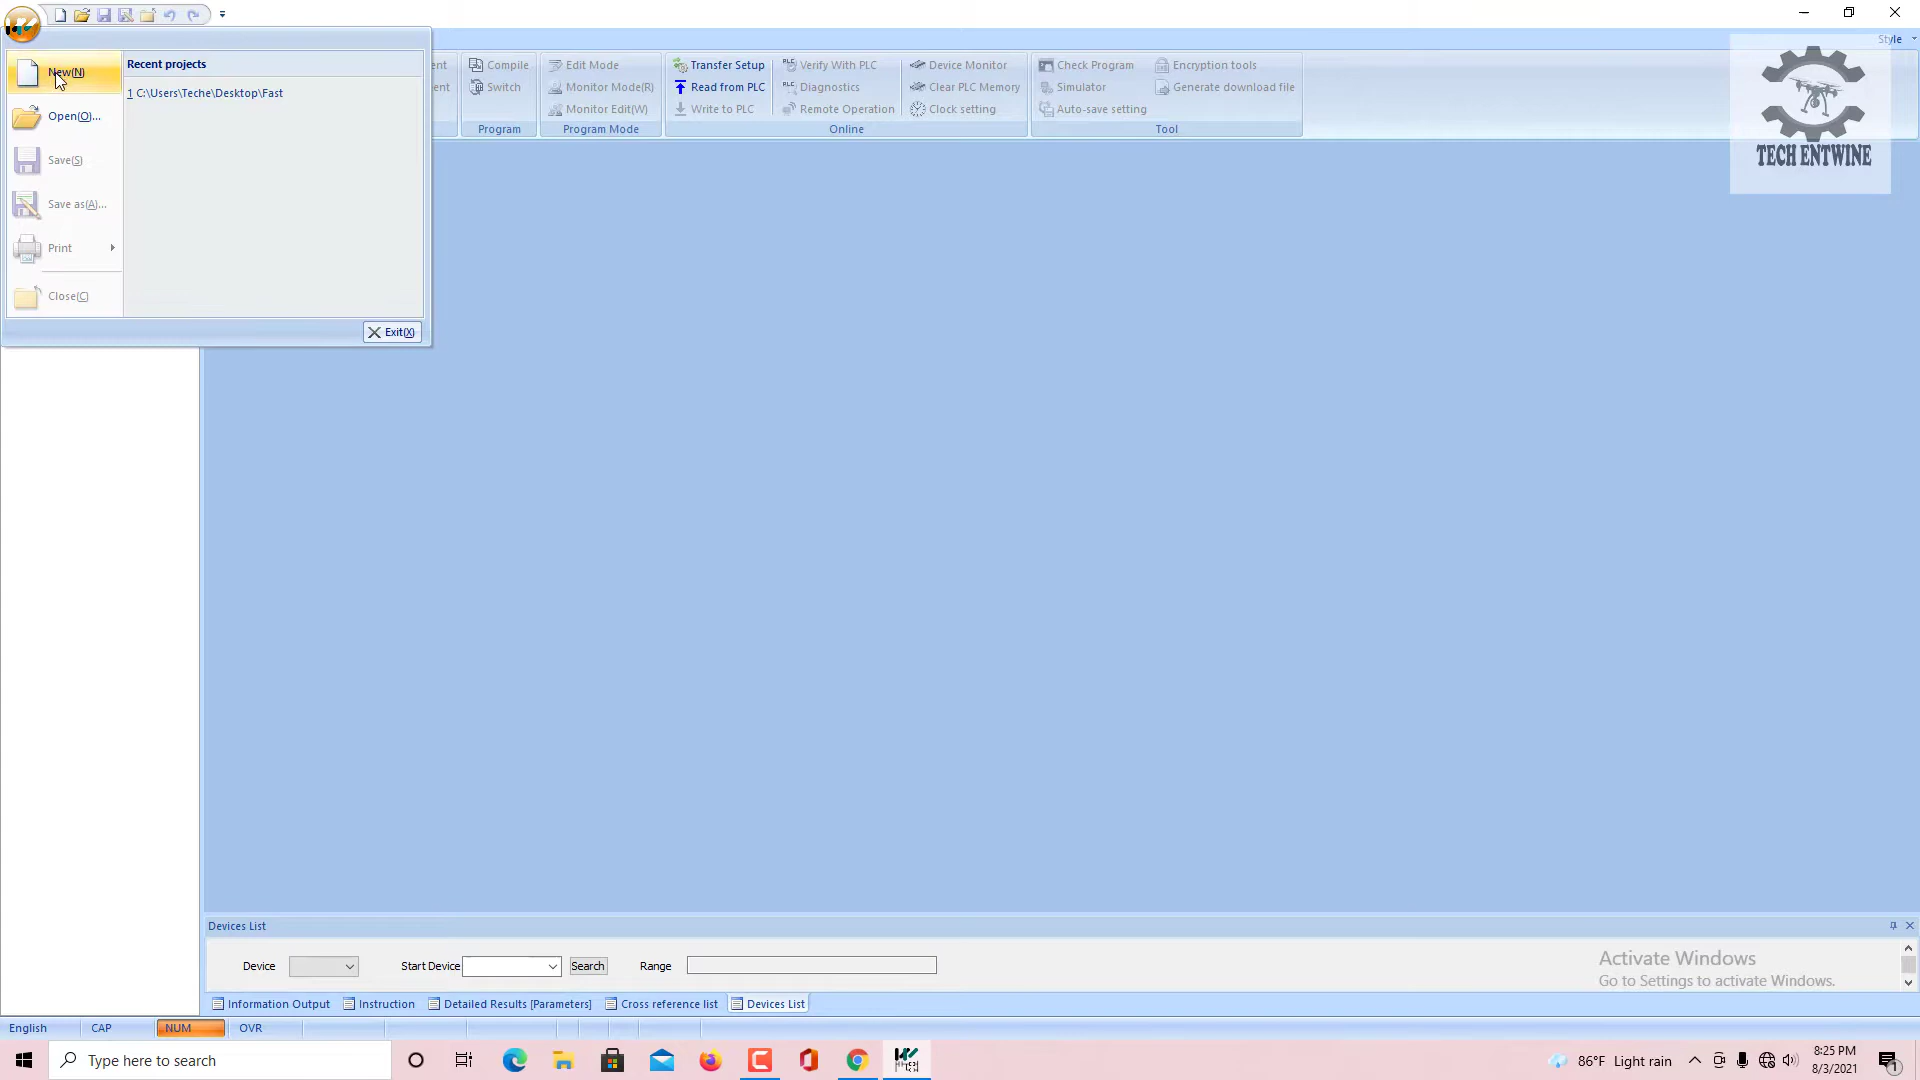 Style
New(N)
Recent projects
1 C:\Users\Teche\Desktop\Fast
Open(O)...
Save(S)
Save as(A)...
Print
Close(C)
Exit(X)
ent
ent
Compile
Switch
Program
Edit Mode
Monitor Mode(R)
Monitor Edit(W)
Program Mode
Transfer Setup
Read from PLC
Write to PLC
Verify With PLC
Diagnostics
Remote Operation
Device Monitor
Clear PLC Memory
Clock setting
Online
Check Program
Simulator
Auto-save setting
Encryption tools
Generate download file
Tool
TECH ENTWINE
Devices List
Device
Start Device
Search
Range
Activate Windows
Go to Settings to activate Windows.
Information Output
Instruction
Detailed Results [Parameters]
Cross reference list
Devices List
English
CAP
NUM
OVR
Type here to search
86°F Light rain
8:25 PM
8/3/2021
1